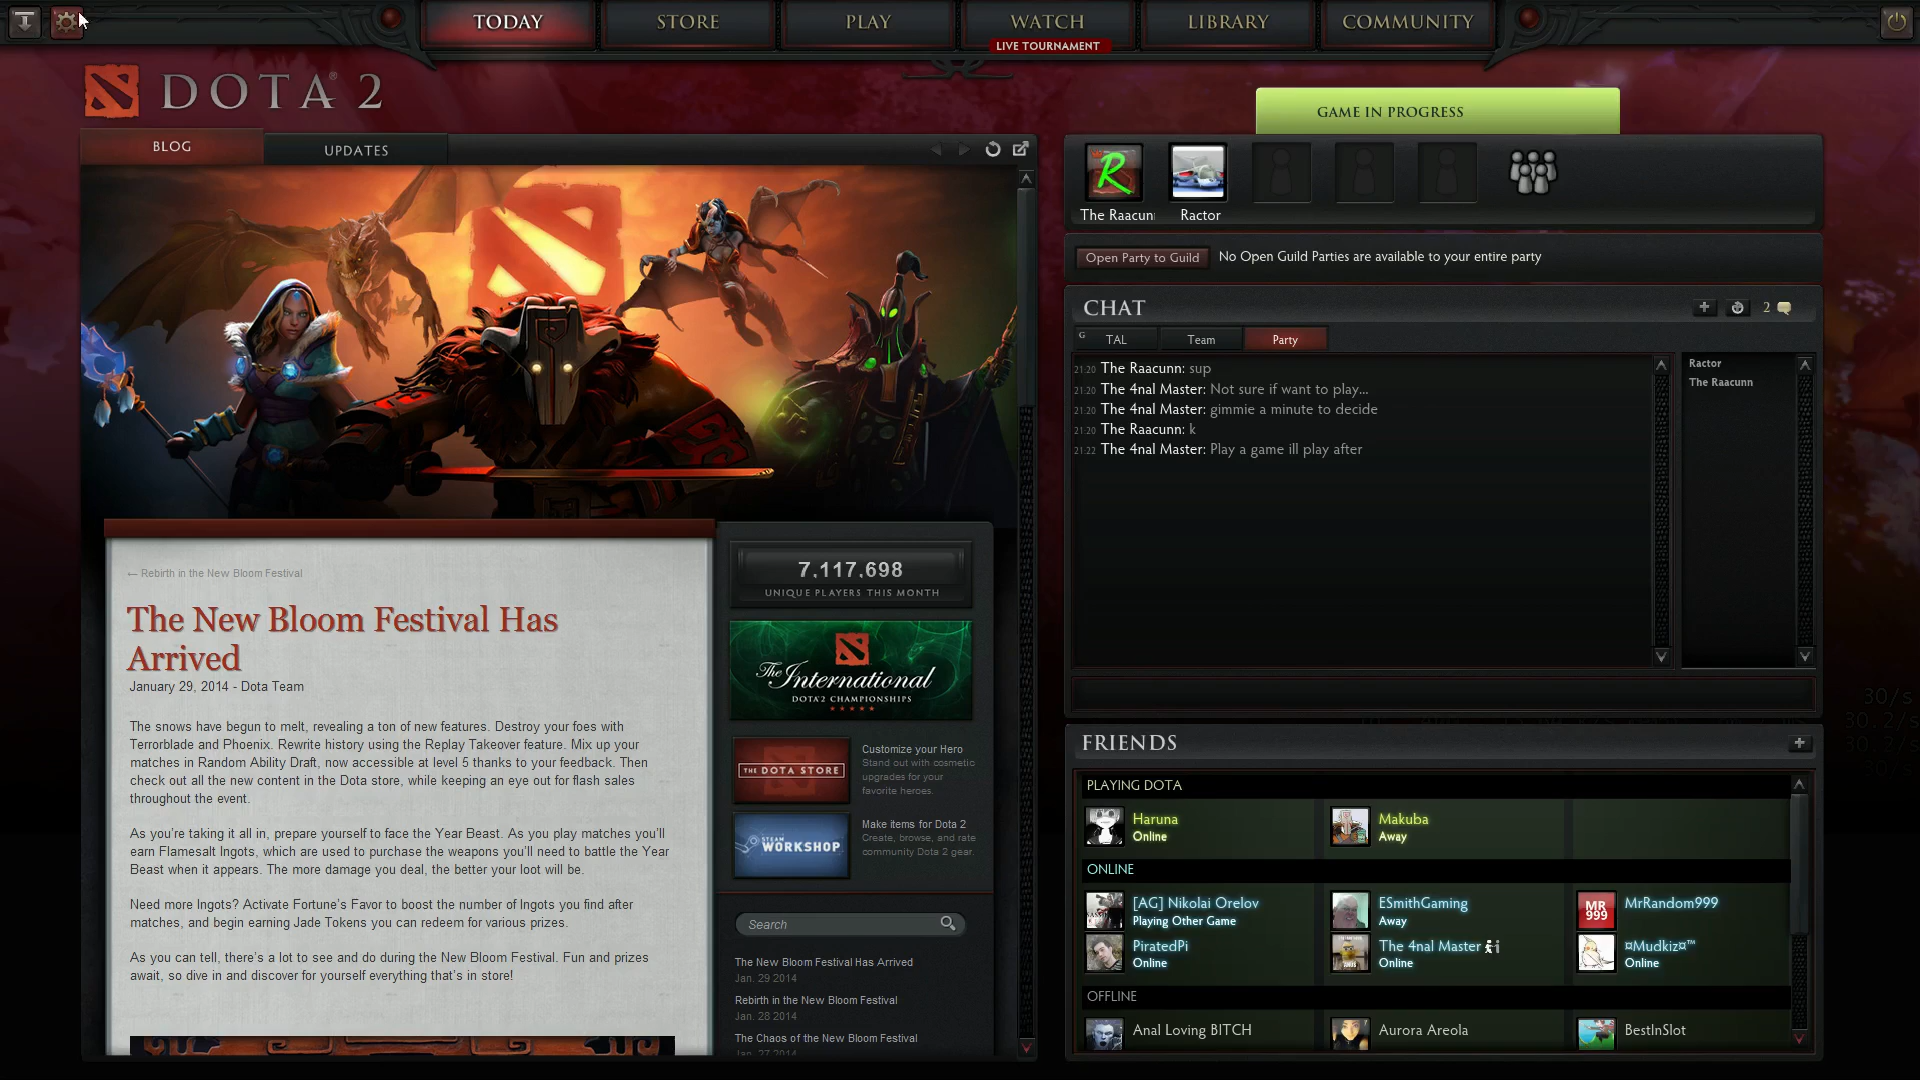 TODAY
STORE
PLAY
WATCH
LIVE TOURNAMENT
LIBRARY
COMMUNITY
DOTA® 2
BLOG
UPDATES
← Rebirth in the New Bloom Festival
The New Bloom Festival Has
Arrived
January 29, 2014 - Dota Team
The snows have begun to melt, revealing a ton of new features. Destroy your foes with
Terrorblade and Phoenix. Rewrite history using the Replay Takeover feature. Mix up your
matches in Random Ability Draft, now accessible at level 5 thanks to your feedback. Then
check out all the new content in the Dota store, while keeping an eye out for flash sales
throughout the event.
As you're taking it all in, prepare yourself to face the Year Beast. As you play matches you'll
earn Flamesalt Ingots, which are used to purchase the weapons you'll need to battle the Year
Beast when it appears. The more damage you deal, the better your loot will be.
Need more Ingots? Activate Fortune's Favor to boost the number of Ingots you find after
matches, and begin earning Jade Tokens you can redeem for various prizes.
As you can tell, there's a lot to see and do during the New Bloom Festival. Fun and prizes
await, so dive in and discover for yourself everything that's in store!
7,117,698
UNIQUE PLAYERS THIS MONTH
The International
DOTA 2 CHAMPIONSHIPS
THE DOTA STORE
Customize your Hero
Stand out with cosmetic
upgrades for your
favorite heroes.
STEAM
WORKSHOP
Make items for Dota 2
Create, browse, and rate
community Dota 2 gear.
Search
The New Bloom Festival Has Arrived
Jan. 29 2014
Rebirth in the New Bloom Festival
Jan. 28 2014
The Chaos of the New Bloom Festival
Jan. 27 2014
GAME IN PROGRESS
R
The Raacun
Ractor
Open Party to Guild
No Open Guild Parties are available to your entire party
CHAT
2
G TAL
Team
Party
21:20 The Raacunn: sup
21:20 The 4nal Master: Not sure if want to play...
21:20 The 4nal Master: gimmie a minute to decide
21:20 The Raacunn: k
21:22 The 4nal Master: Play a game ill play after
Ractor
The Raacunn
30/s
30.2/s
30.2/s
30/s
FRIENDS
PLAYING DOTA
Haruna
Online
Makuba
Away
ONLINE
[AG] Nikolai Orelov
Playing Other Game
ESmithGaming
Away
MR
999
MrRandom999
PiratedPi
Online
The 4nal Master
Online
¤Mudkiz¤™
Online
OFFLINE
Anal Loving BITCH
Aurora Areola
BestInSlot